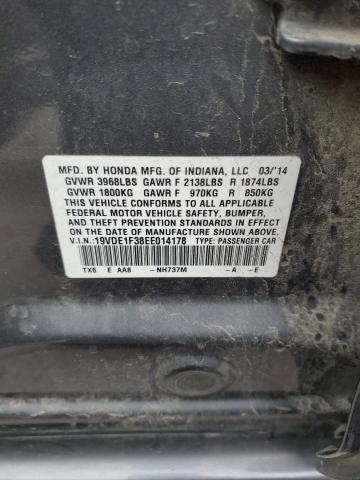 MFD. BY HONDA MFG. OF INDIANA, LLC 03/'14
GVWR 3968LBS GAWR F 2138LBS R 1874LBS
GVWR 1800KG GAWR F 970KG R 850KG
THIS VEHICLE CONFORMS TO ALL APPLICABLE
FEDERAL MOTOR VEHICLE SAFETY, BUMPER,
AND THEFT PREVENTION STANDARDS IN EFFECT
ON THE DATE OF MANUFACTURE SHOWN ABOVE.
V.I.N.:19VDE1F38EE014178 TYPE: PASSENGER CAR
TX6 E AA8 -NH737M -A -E